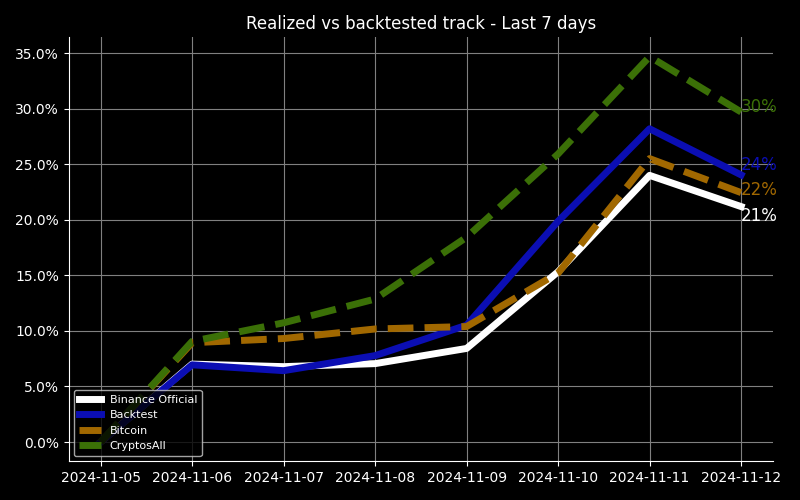 Realized vs backtested track - Last 7 days
35.0%
30.0%
25.0%
20.0%
15.0%
10.0%
5.0%
0.0%
30%
24%
22%
21%
Binance Official
Backtest
Bitcoin
CryptosAll
2024-11-05 2024-11-06 2024-11-07 2024-11-08 2024-11-09 2024-11-10 2024-11-11 2024-11-12